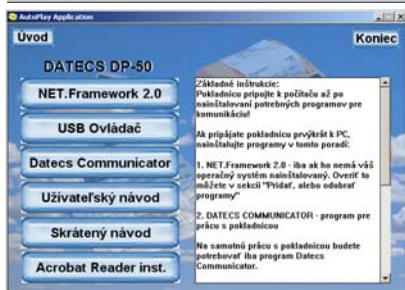 AutoPlay Application
Úvod
Koniec
DATECS DP-50
NET.Framework 2.0
USB Ovládač
Datecs Communicator
Užívateľský návod
Skrátený návod
Acrobat Reader inst.
Základné inštrukcie:
Pokladnicu pripojte k počítaču až po
nainštalovaní potrebných programov pre
komunikáciu!
Ak pripájate pokladnicu prvýkrát k PC,
nainštalujte programy v tomto poradí:
1. NET.Framework 2.0 - iba ak ho nemá váš
operačný systém nainštalovaný. Overiť to
môžete v sekcii "Pridať, alebo odobrať
programy"
2. DATECS COMMUNICATOR - program pre
prácu s pokladnicou
Na samotnú prácu s pokladnicou budete
potrebovať iba program Datecs
Communicator.